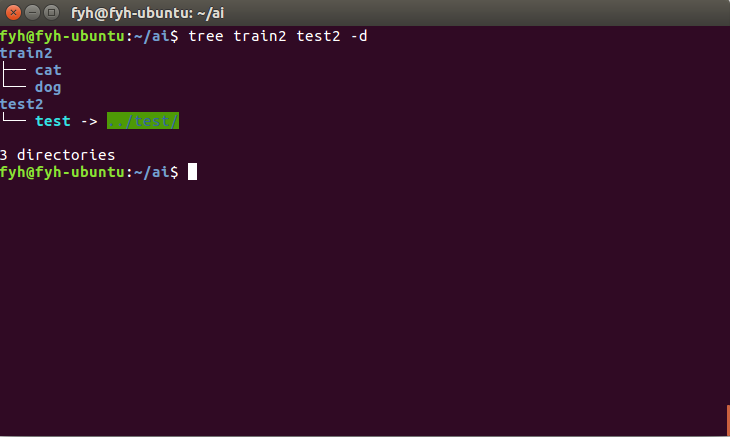 fyh@fyh-ubuntu: ~/ai
fyh@fyh-ubuntu:~/ai$ tree train2 test2 -d
train2
├── cat
└── dog
test2
└── test -> ../test/
3 directories
fyh@fyh-ubuntu:~/ai$